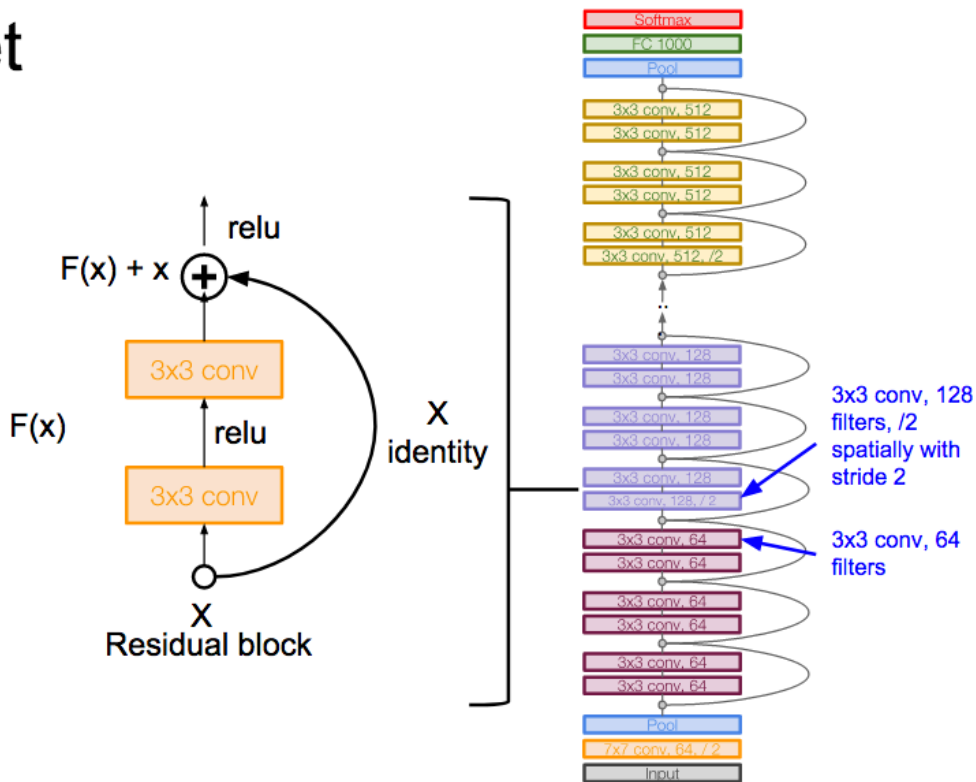 et
relu
F(x) + x
3x3 conv
F(x)
relu
3x3 conv
X
identity
X
Residual block
Softmax
FC 1000
Pool
3x3 conv, 512
3x3 conv, 512
3x3 conv, 512
3x3 conv, 512
3x3 conv, 512
3x3 conv, 512, /2
..
3x3 conv, 128
3x3 conv, 128
3x3 conv, 128
3x3 conv, 128
3x3 conv, 128
3x3 conv, 128, / 2
3x3 conv, 64
3x3 conv, 64
3x3 conv, 64
3x3 conv, 64
3x3 conv, 64
3x3 conv, 64
Pool
7x7 conv, 64, / 2
Input
3x3 conv, 128
filters, /2
spatially with
stride 2
3x3 conv, 64
filters